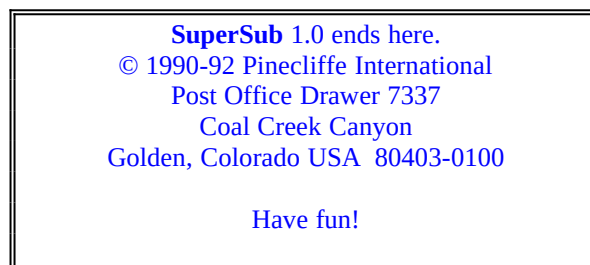 SuperSub 1.0 ends here.
© 1990-92 Pinecliffe International
Post Office Drawer 7337
Coal Creek Canyon
Golden, Colorado USA  80403-0100
Have fun!